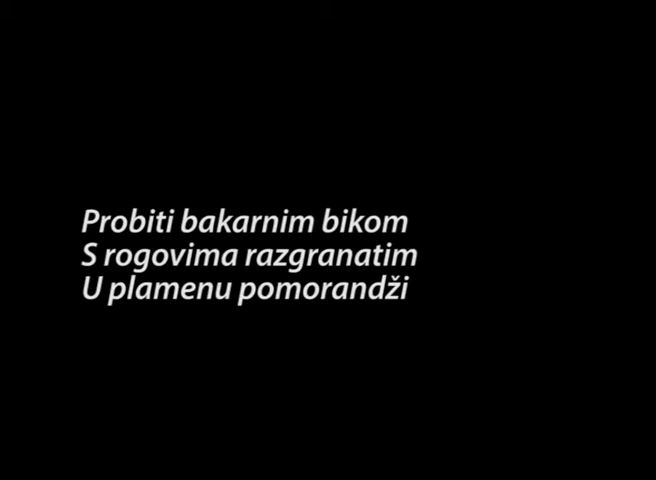 Probiti bakarnim bikom
S rogovima razgranatim
U plamenu pomorandži